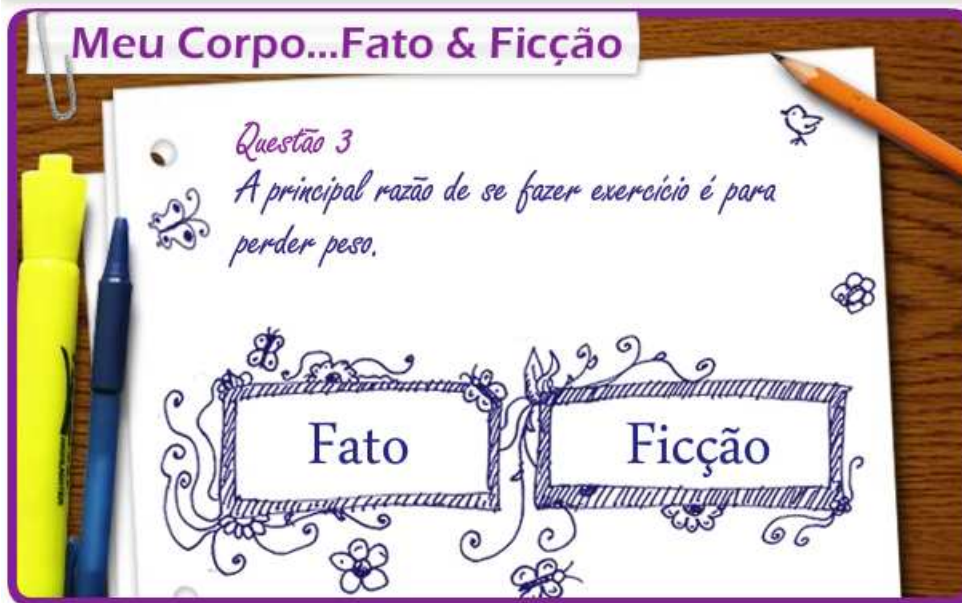 Meu Corpo...Fato & Ficção
Questão 3
A principal razão de se fazer exercício é para
perder peso.
Fato
Ficção